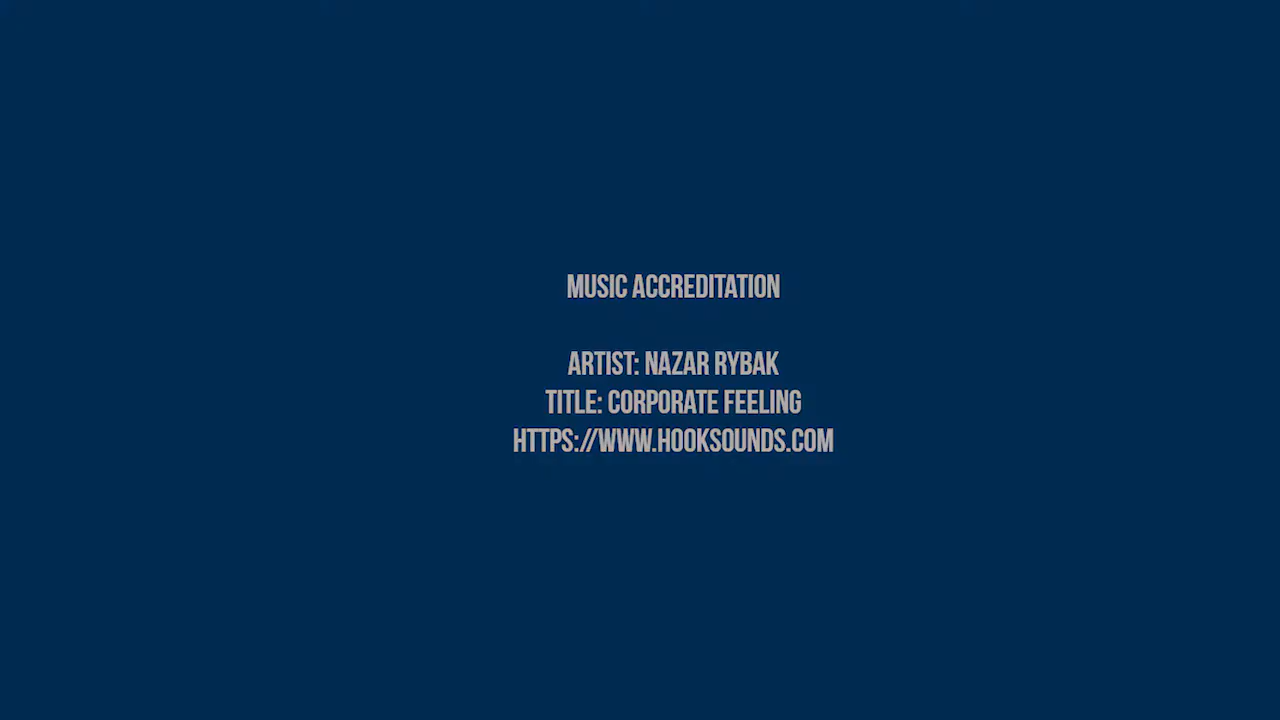 MUSIC ACCREDITATION
ARTIST: NAZAR RYBAK
TITLE: CORPORATE FEELING
HTTPS://WWW.HOOKSOUNDS.COM